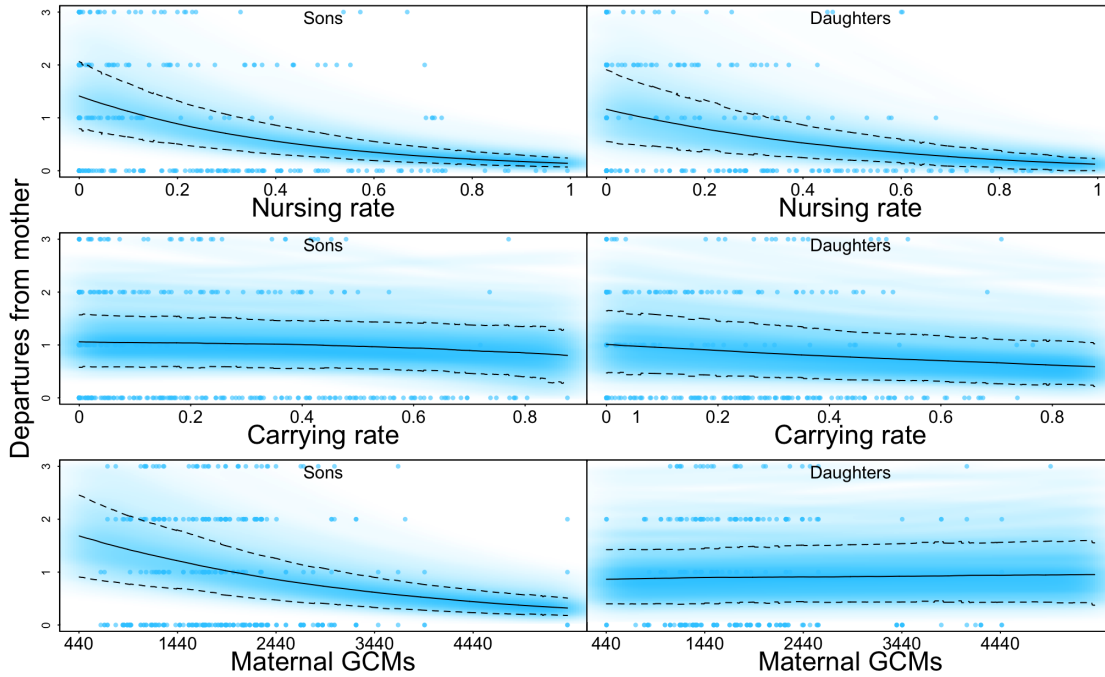 Departures from mother
Sons
Daughters
3
2
1
0
0 0.2 0.4 0.6 0.8 1
0 0.2 0.4 0.6 0.8 1
Nursing rate
Nursing rate
Sons
Daughters
3
2
1
0
0 0.2 0.4 0.6 0.8
0 1 0.2 0.4 0.6 0.8
Carrying rate
Carrying rate
Sons
Daughters
3
2
1
0
440 1440 2440 3440 4440
440 1440 2440 3440 4440
Maternal GCMs
Maternal GCMs